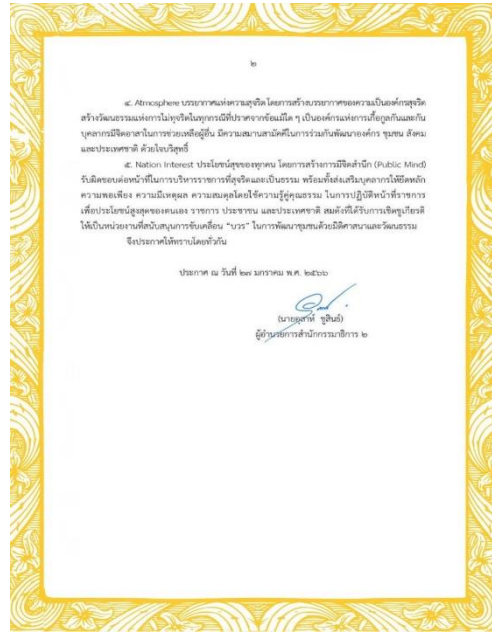 ๒
๔. Atmosphere บรรยากาศแห่งความสุจริต โดยการสร้างบรรยากาศของความเป็นองค์กรสุจริต
สร้างวัฒนธรรมแห่งการไม่ทุจริตในทุกกรณีที่ปราศจากข้อแม้ใด ๆ เป็นองค์กรแห่งการเกื้อกูลกันและกัน
บุคลากรมีจิตอาสาในการช่วยเหลือผู้อื่น มีความสมานสามัคคีในการร่วมกันพัฒนาองค์กร ชุมชน สังคม
และประเทศชาติ ด้วยใจบริสุทธิ์
๕. Nation Interest ประโยชน์สุขของทุกคน โดยการสร้างการมีจิตสำนึก (Public Mind)
รับผิดชอบต่อหน้าที่ในการบริหารราชการที่สุจริตและเป็นธรรม พร้อมทั้งส่งเสริมบุคลากรให้ยึดหลัก
ความพอเพียง ความมีเหตุผล ความสมดุลโดยใช้ความรู้คู่คุณธรรม ในการปฏิบัติหน้าที่ราชการ
เพื่อประโยชน์สูงสุดของตนเอง ราชการ ประชาชน และประเทศชาติ สมดังที่ได้รับการเชิดชูเกียรติ
ให้เป็นหน่วยงานที่สนับสนุนการขับเคลื่อน "บวร" ในการพัฒนาชุมชนด้วยมิติศาสนาและวัฒนธรรม
จึงประกาศให้ทราบโดยทั่วกัน
ประกาศ ณ วันที่ ๒๗ มกราคม พ.ศ. ๒๕๖๖
(นายอุสาห์ ชูสินธ์)
ผู้อำนวยการสำนักกรรมาธิการ ๒